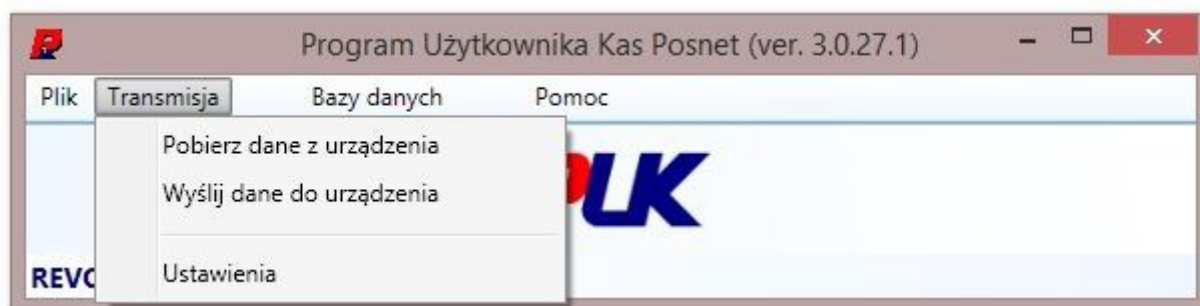 Program Użytkownika Kas Posnet (ver. 3.0.27.1)
Plik Transmisja Bazy danych Pomoc
Pobierz dane z urządzenia
Wyślij dane do urządzenia
LK
Ustawienia